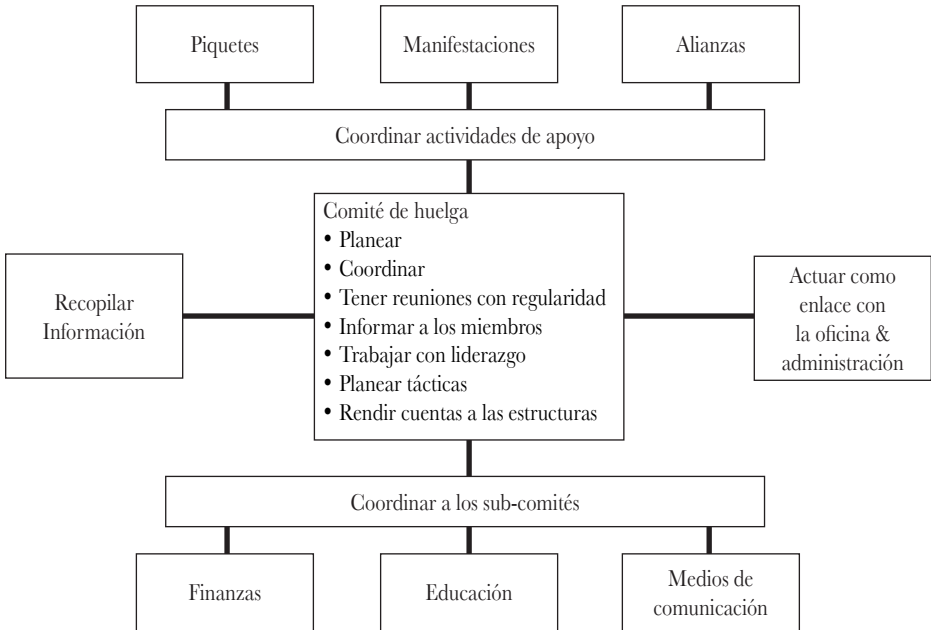 Piquetes
Manifestaciones
Alianzas
Coordinar actividades de apoyo
Comité de huelga
• Planear
• Coordinar
• Tener reuniones con regularidad
• Informar a los miembros
• Trabajar con liderazgo
• Planear tácticas
• Rendir cuentas a las estructuras
Recopilar
Información
Actuar como
enlace con
la oficina &
administración
Coordinar a los sub-comités
Finanzas
Educación
Medios de
comunicación